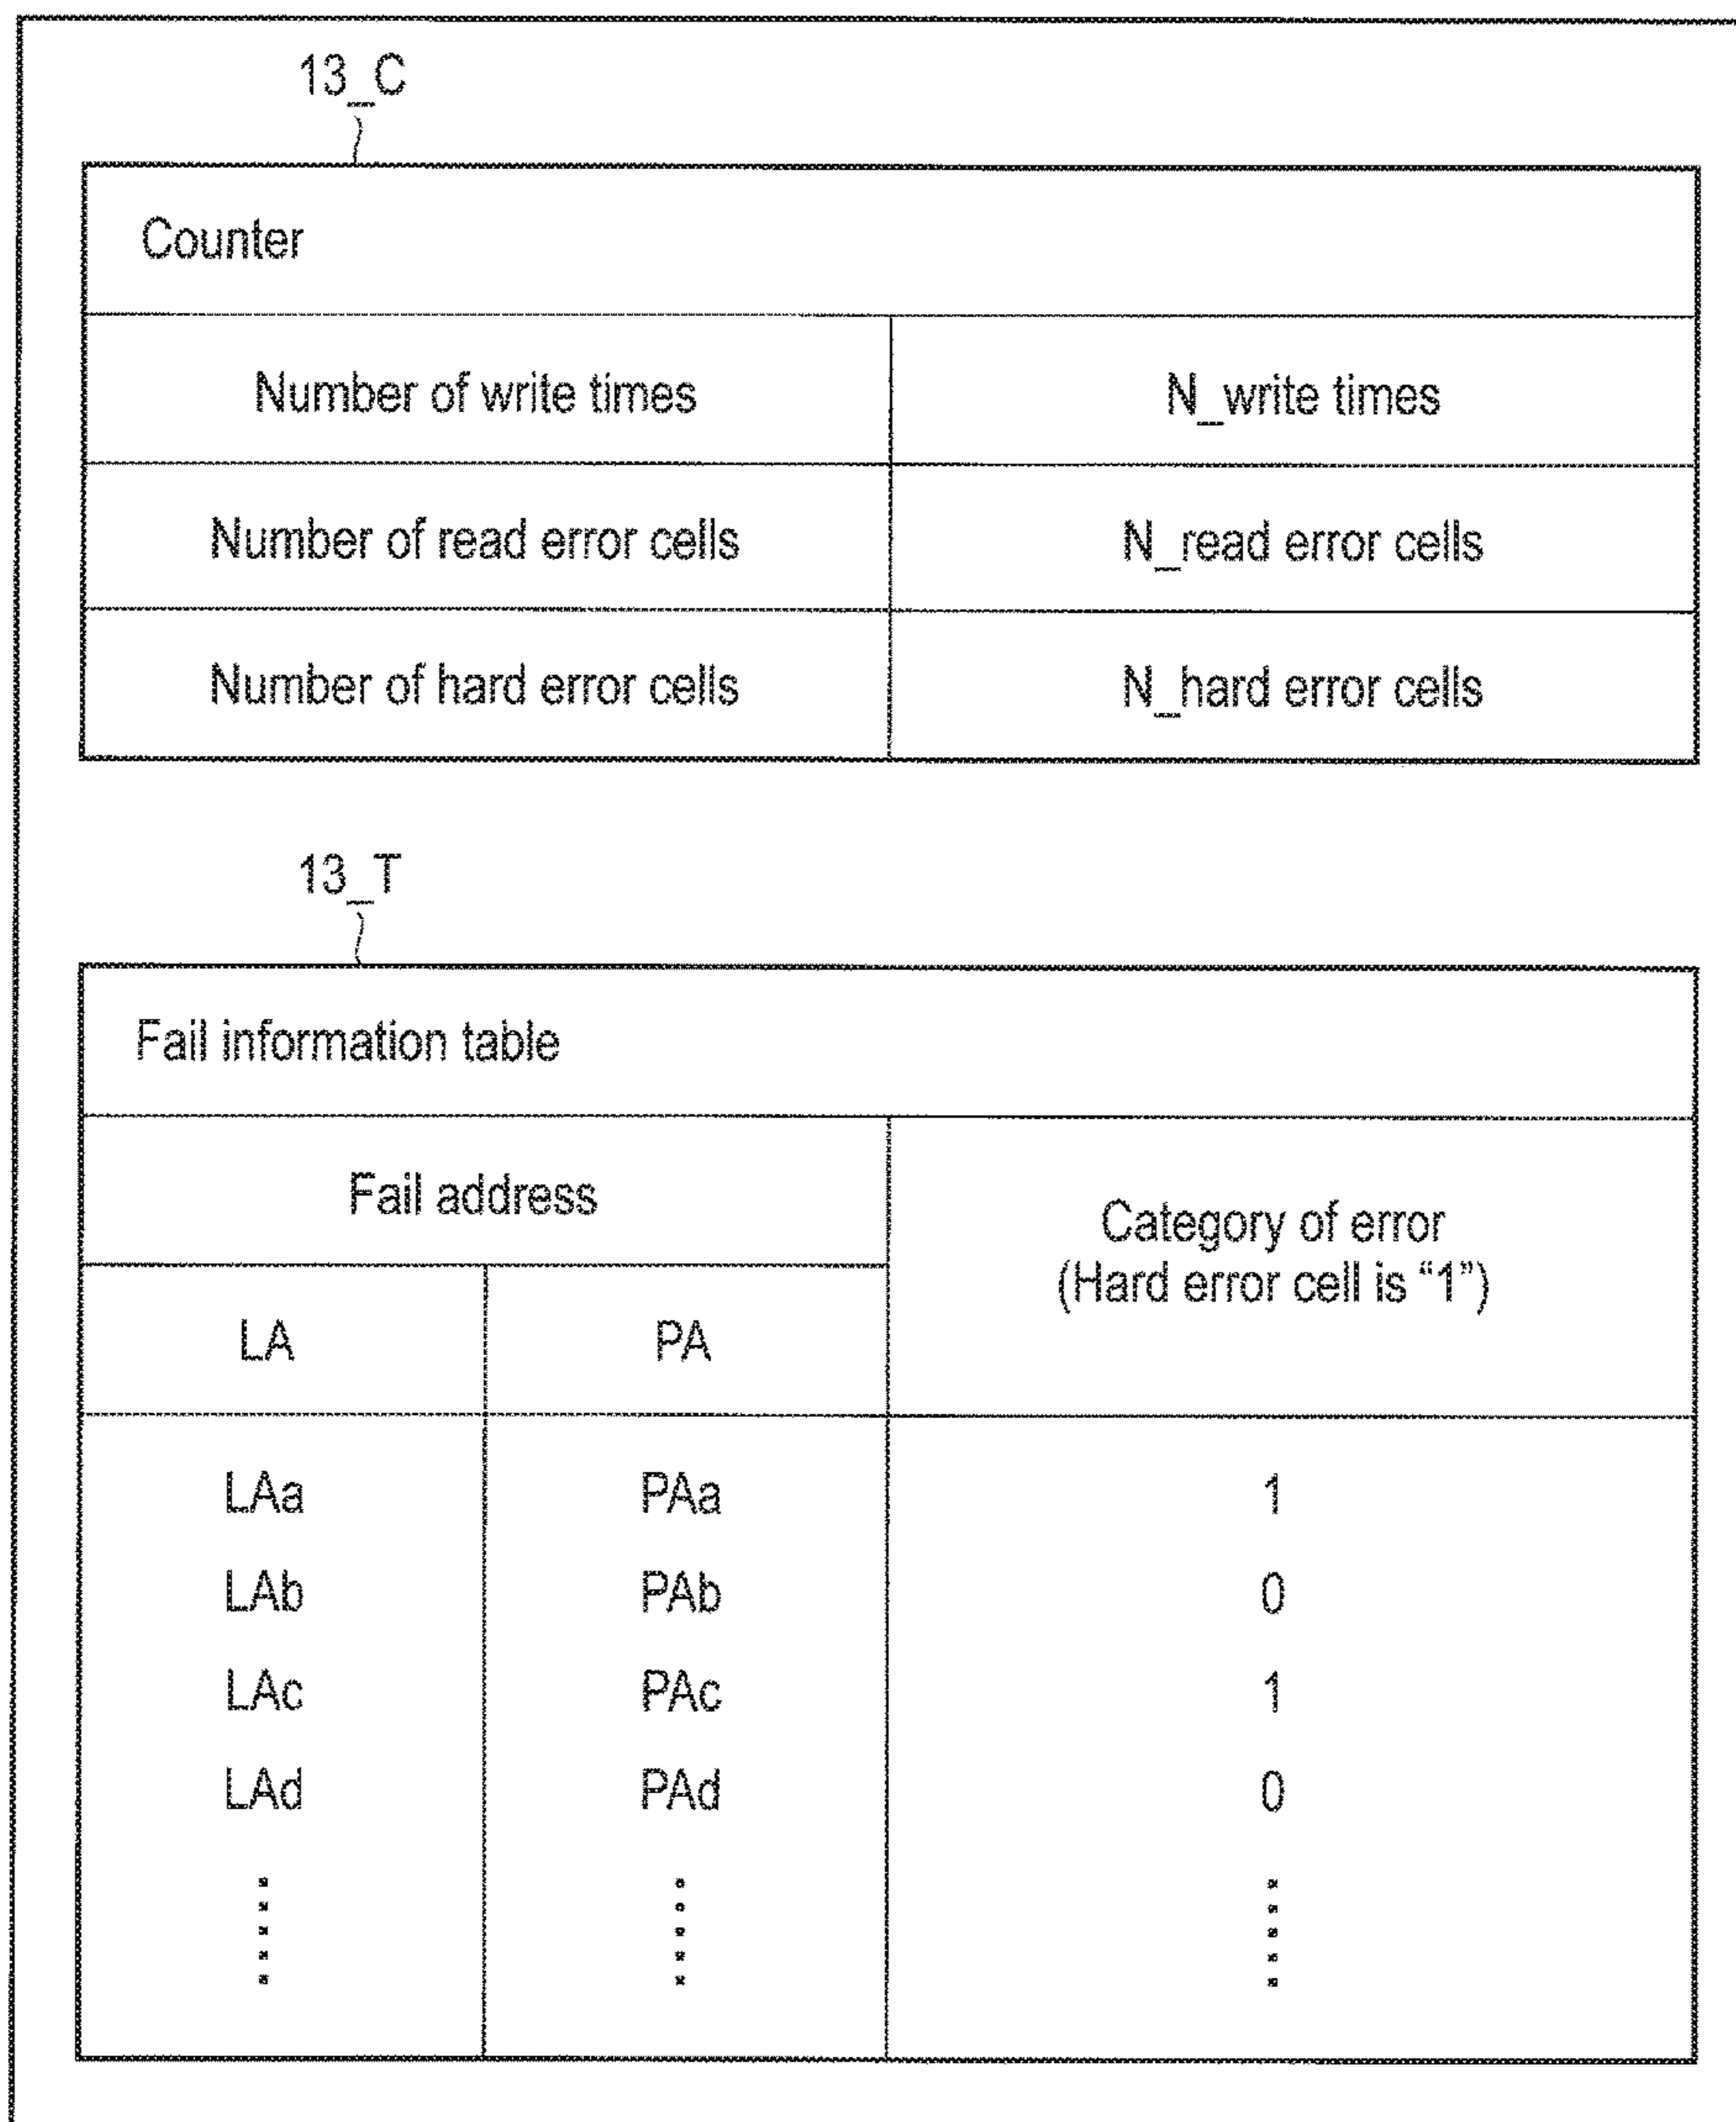 13_C
Counter
Number of write times N_write times
Number of read error cells N_read error cells
Number of hard error cells N_hard error cells
13_T
Fail information table
Fail address
Category of error
(Hard error cell is “1”)
LA PA
LAa PAa 1
LAb PAb 0
LAc PAc 1
LAd PAd 0